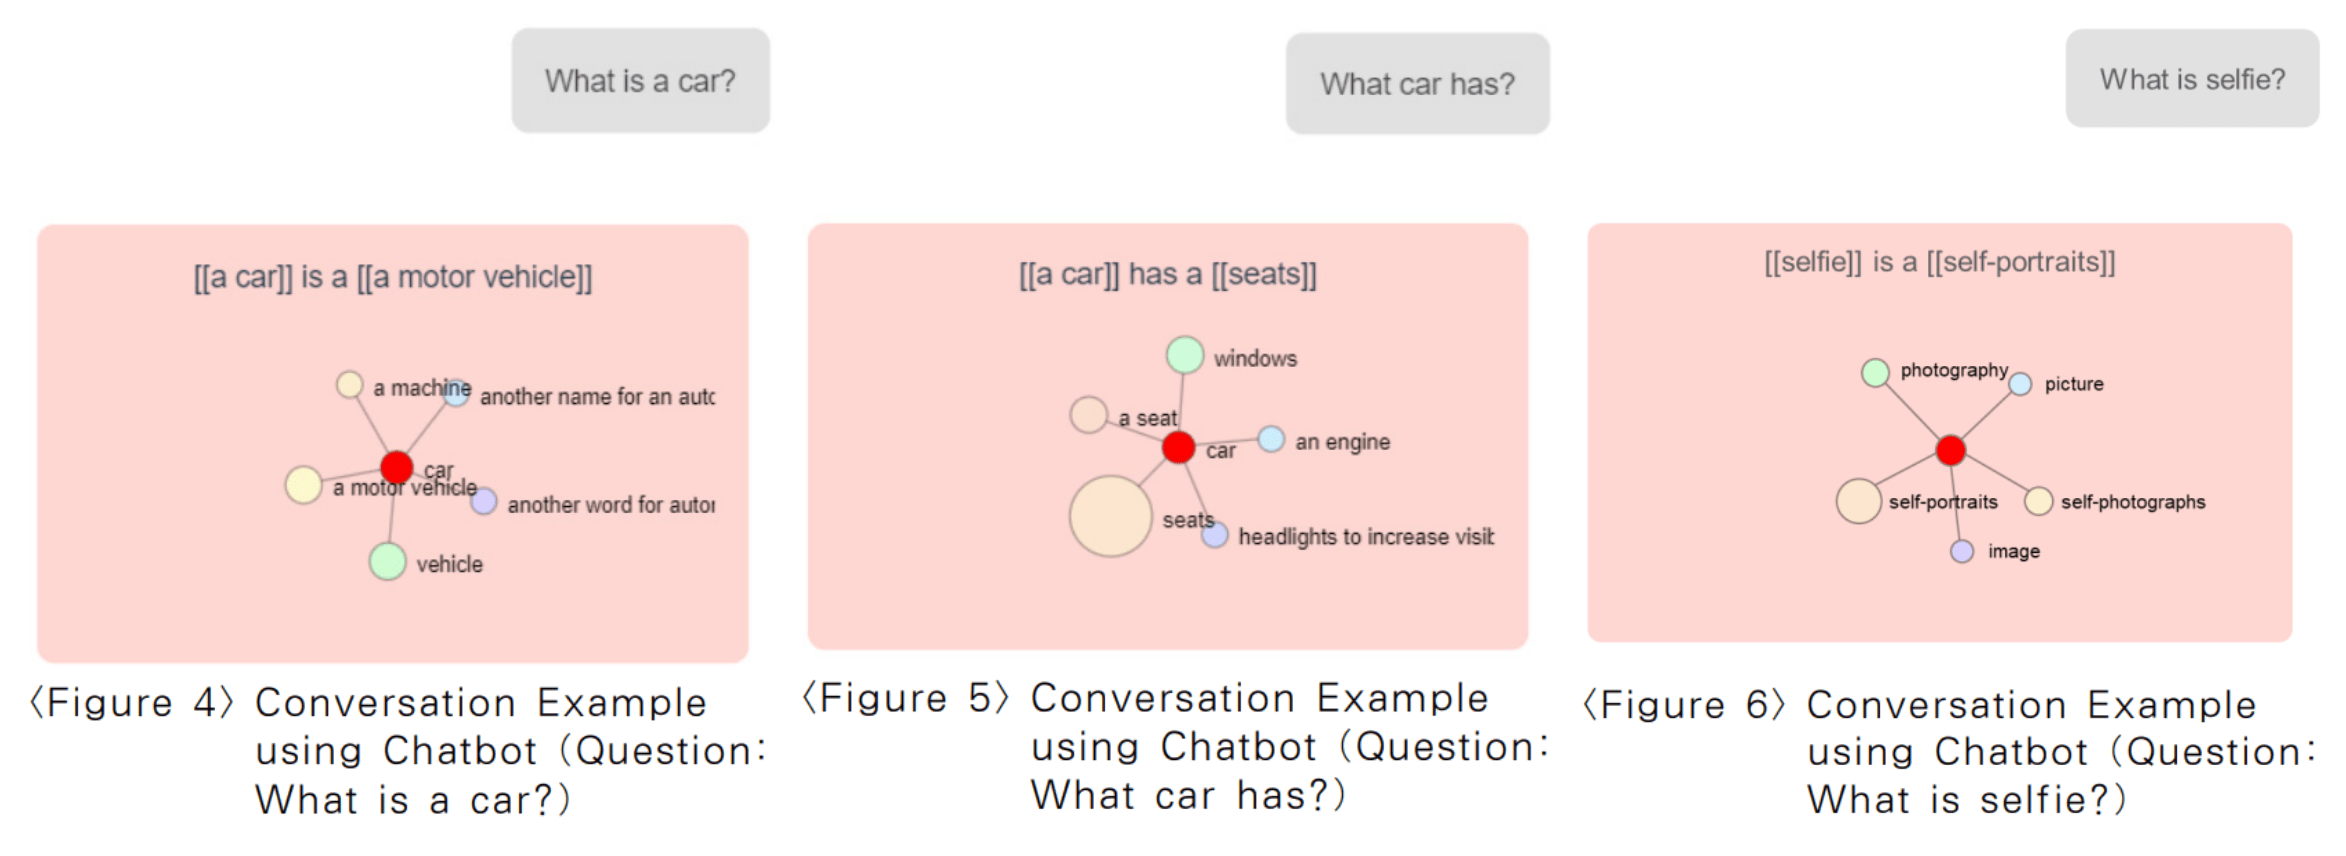 What is a car?
[[a car]] is a [[a motor vehicle]]
a machine
another name for an autc
car
a motor vehicle
another word for autor
vehicle
〈Figure 4〉 Conversation Example
using Chatbot (Question:
What is a car?)
What car has?
[[a car]] has a [[seats]]
windows
a seat
an engine
car
seats
headlights to increase visit
〈Figure 5〉 Conversation Example
using Chatbot (Question:
What car has?)
What is selfie?
[[selfie]] is a [[self-portraits]]
photography
picture
self-portraits
self-photographs
image
〈Figure 6〉 Conversation Example
using Chatbot (Question:
What is selfie?)